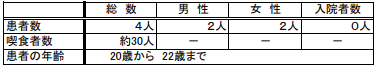 総 数 男 性 女 性 入院者数
患者数 4人 2人 2人 0人
喫食者数 約30人 － － －
患者の年齢 20歳から 22歳まで